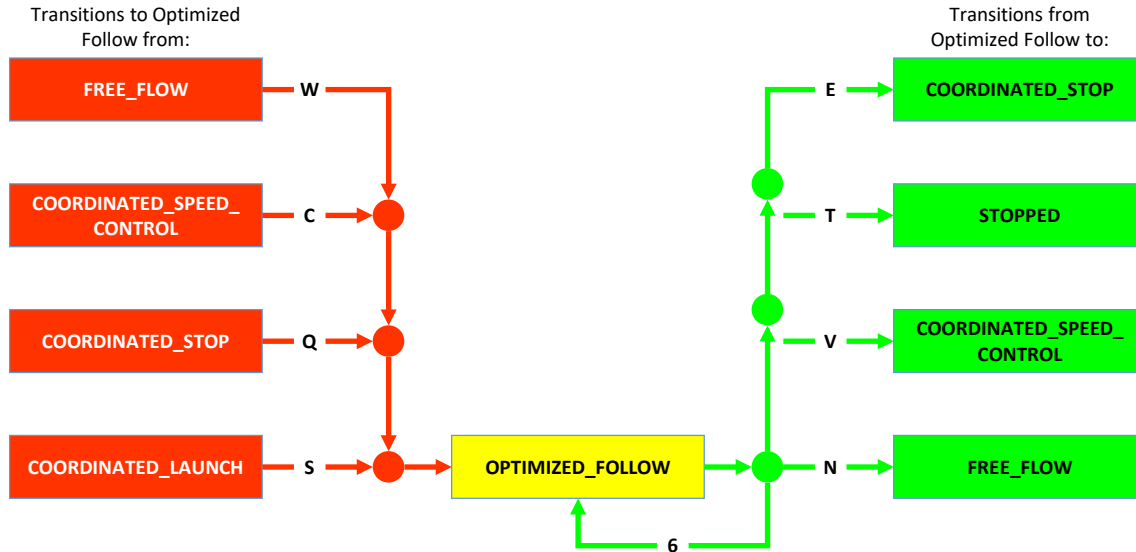 Transitions to Optimized
Follow from:
Transitions from
Optimized Follow to:
FREE_FLOW
W
E
COORDINATED_STOP
COORDINATED_SPEED_
CONTROL
C
T
STOPPED
COORDINATED_STOP
Q
V
COORDINATED_SPEED_
CONTROL
COORDINATED_LAUNCH
S
OPTIMIZED_FOLLOW
N
FREE_FLOW
6